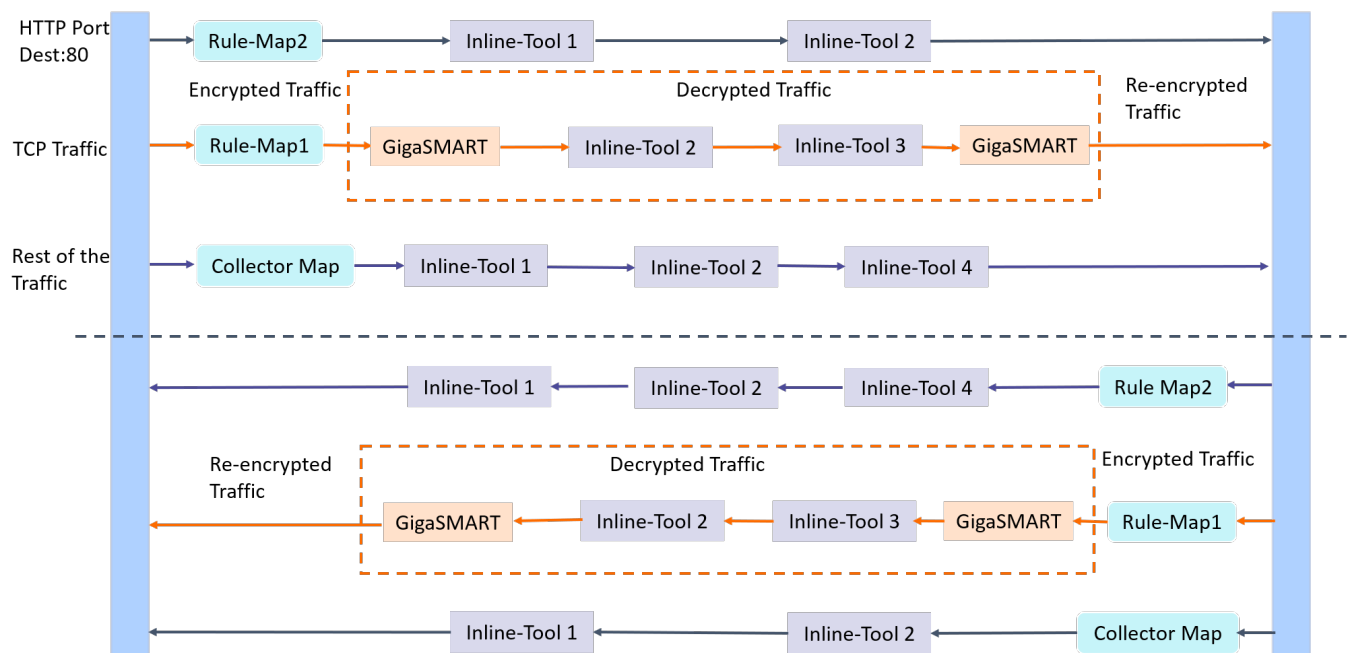 HTTP Port
Dest:80
Rule-Map2
Inline-Tool 1
Inline-Tool 2
Encrypted Traffic
Decrypted Traffic
Re-encrypted
Traffic
TCP Traffic
Rule-Map1
GigaSMART
Inline-Tool 2
Inline-Tool 3
GigaSMART
Rest of the
Traffic
Collector Map
Inline-Tool 1
Inline-Tool 2
Inline-Tool 4
Inline-Tool 1
Inline-Tool 2
Inline-Tool 4
Rule Map2
Re-encrypted
Traffic
Decrypted Traffic
Encrypted Traffic
GigaSMART
Inline-Tool 2
Inline-Tool 3
GigaSMART
Rule-Map1
Inline-Tool 1
Inline-Tool 2
Collector Map